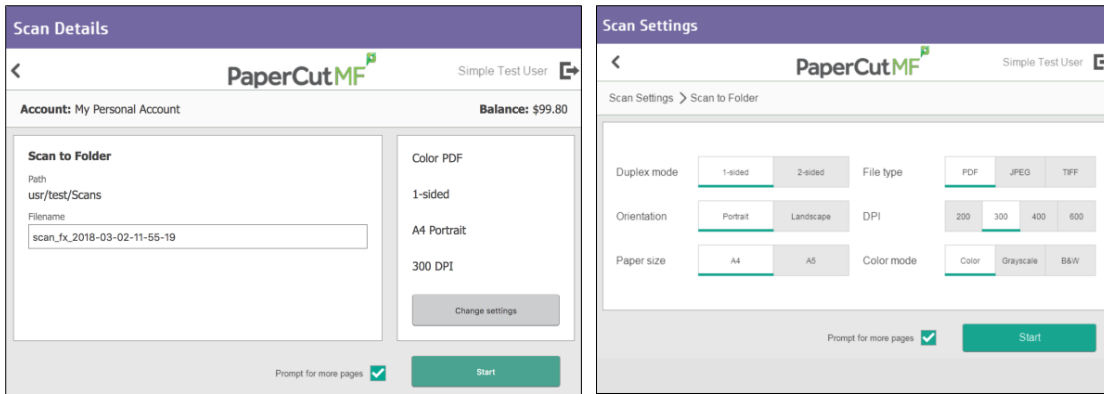 Scan Details
PaperCutMF
Simple Test User
Account: My Personal Account
Balance: $99.80
Scan to Folder
Path
usr/test/Scans
Filename
scan_fx_2018-03-02-11-55-19
Color PDF
1-sided
A4 Portrait
300 DPI
Change settings
Prompt for more pages
Start
Scan Settings
PaperCutMF
Simple Test User
Scan Settings > Scan to Folder
Duplex mode 1-sided 2-sided File type PDF JPEG TIFF
Orientation Portrait Landscape DPI 200 300 400 600
Paper size A4 A5 Color mode Color Grayscale B&W
Prompt for more pages
Start